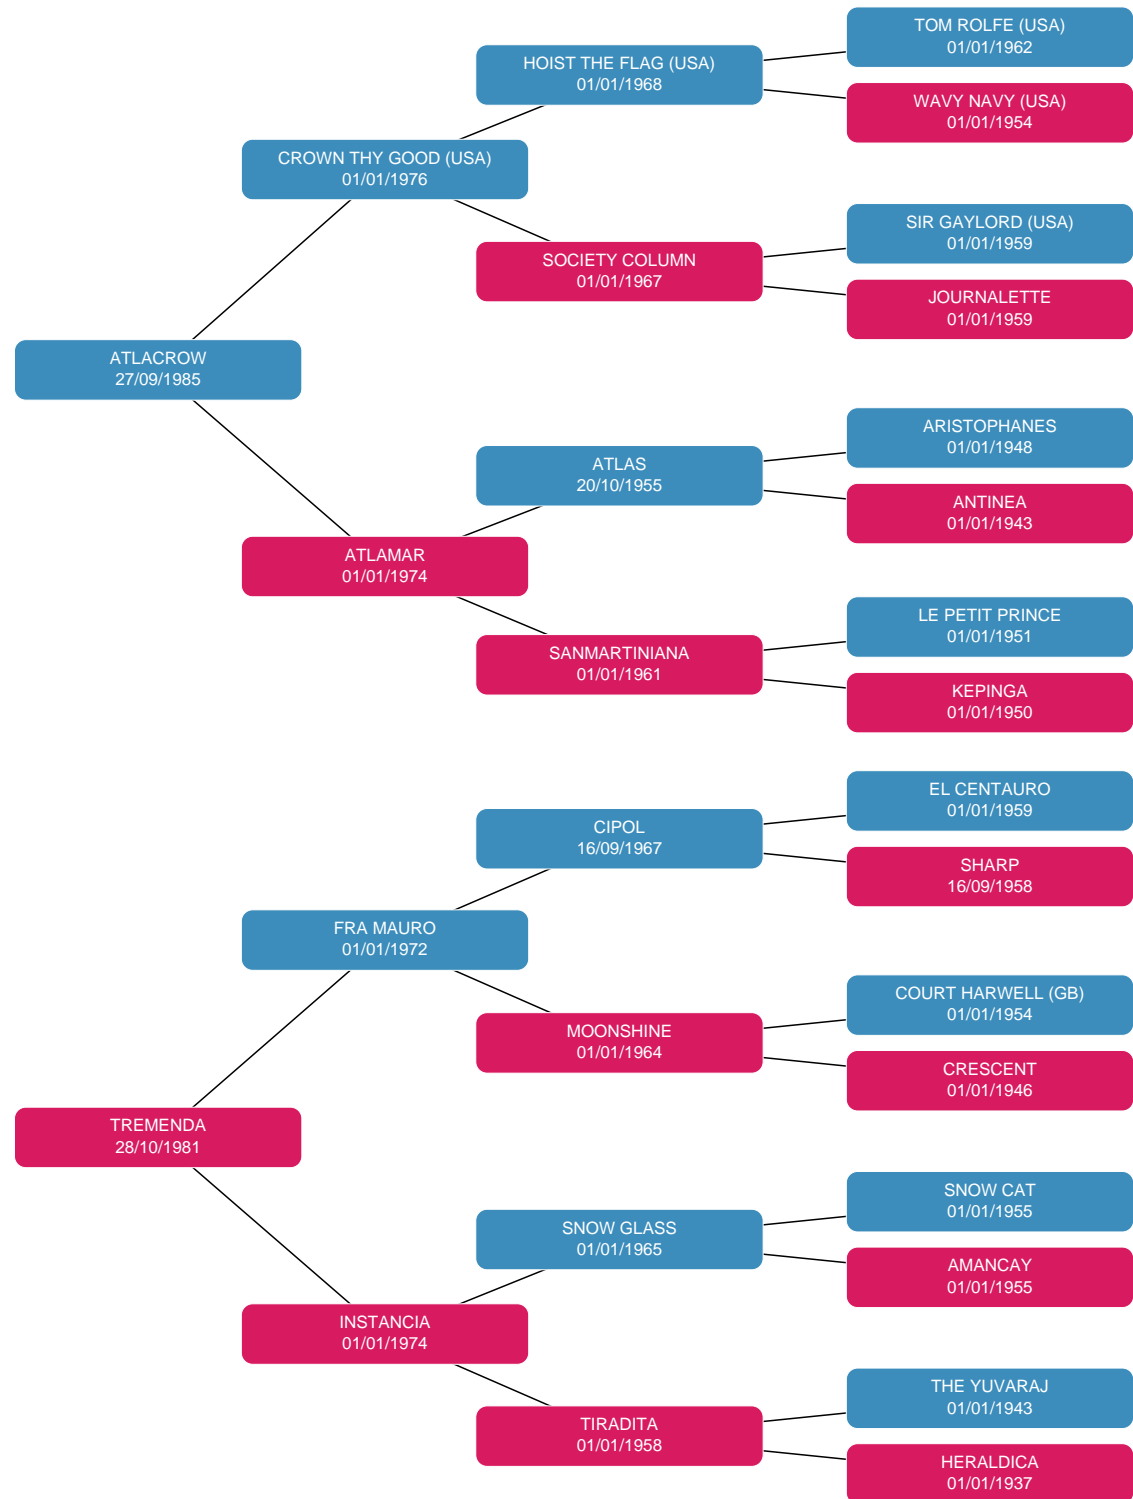 TOM ROLFE (USA)
01/01/1962
HOIST THE FLAG (USA)
01/01/1968
WAVY NAVY (USA)
01/01/1954
CROWN THY GOOD (USA)
01/01/1976
SIR GAYLORD (USA)
01/01/1959
SOCIETY COLUMN
01/01/1967
JOURNALETTE
01/01/1959
ATLACROW
27/09/1985
ARISTOPHANES
01/01/1948
ATLAS
20/10/1955
ANTINEA
01/01/1943
ATLAMAR
01/01/1974
LE PETIT PRINCE
01/01/1951
SANMARTINIANA
01/01/1961
KEPINGA
01/01/1950
EL CENTAURO
01/01/1959
CIPOL
16/09/1967
SHARP
16/09/1958
FRA MAURO
01/01/1972
COURT HARWELL (GB)
01/01/1954
MOONSHINE
01/01/1964
CRESCENT
01/01/1946
TREMENDA
28/10/1981
SNOW CAT
01/01/1955
SNOW GLASS
01/01/1965
AMANCAY
01/01/1955
INSTANCIA
01/01/1974
THE YUVARAJ
01/01/1943
TIRADITA
01/01/1958
HERALDICA
01/01/1937